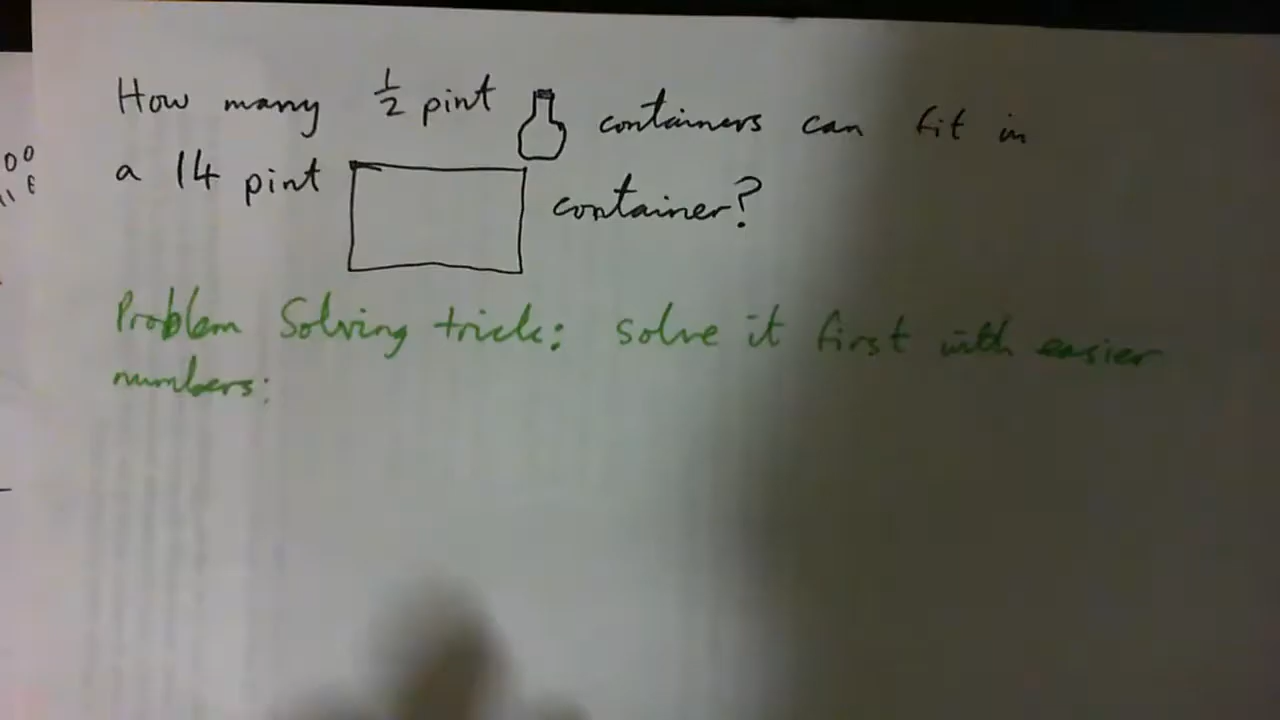 How many 1/2 pint containers can fit in
a 14 pint container?
Problem Solving trick: solve it first with easier
numbers: